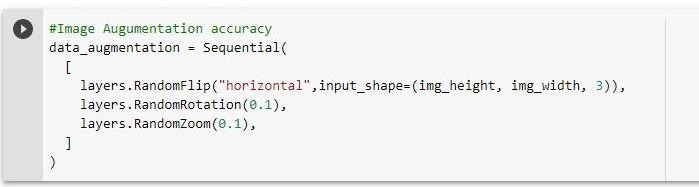 #Image Augumentation accuracy
data_augmentation = Sequential(
  [
    layers.RandomFlip("horizontal",input_shape=(img_height, img_width, 3)),
    layers.RandomRotation(0.1),
    layers.RandomZoom(0.1),
  ]
)